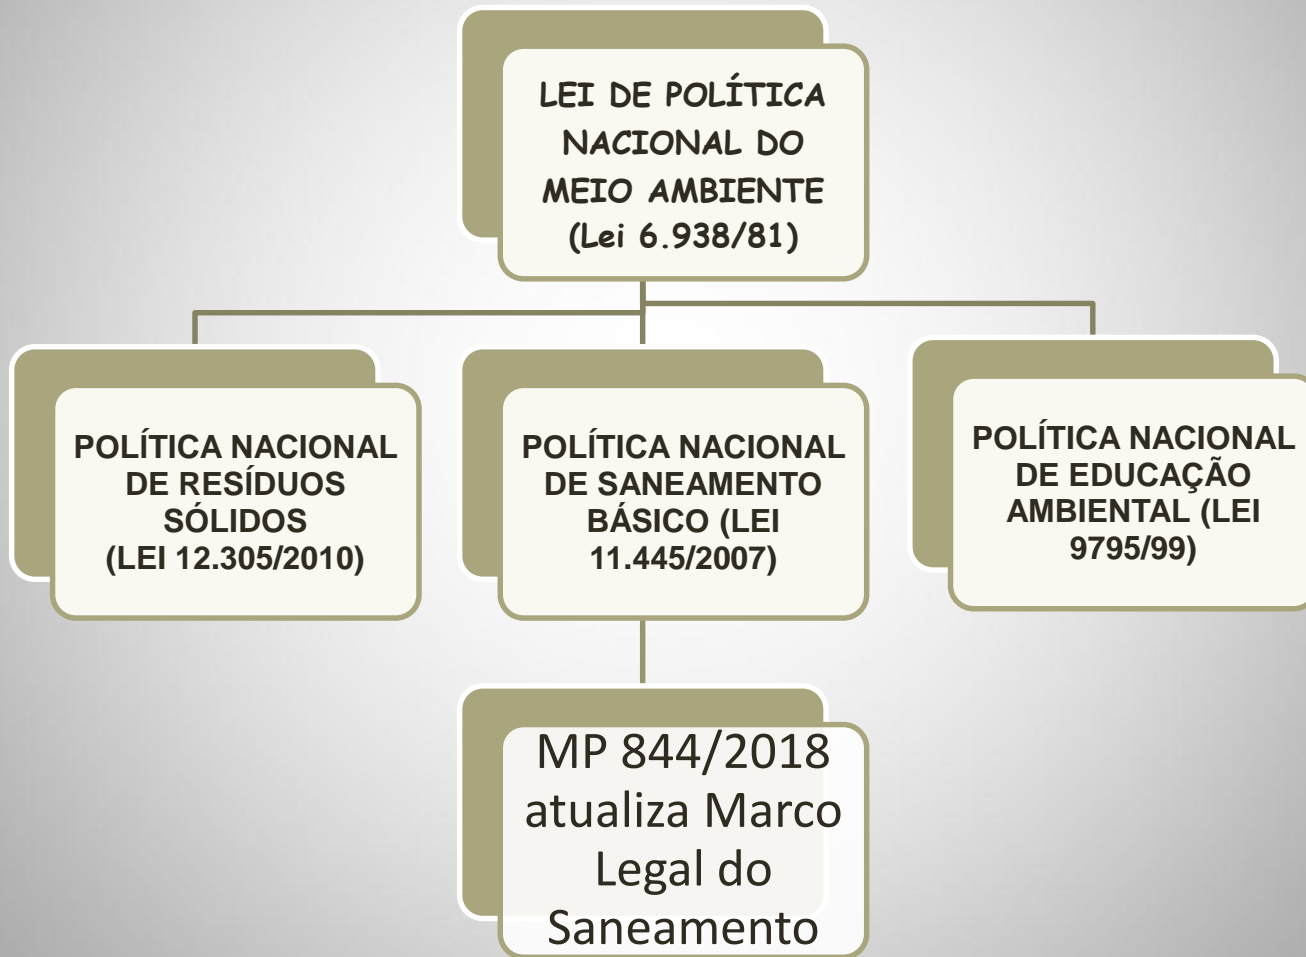 LEI DE POLÍTICA
NACIONAL DO
MEIO AMBIENTE
(Lei 6.938/81)
POLÍTICA NACIONAL
DE RESÍDUOS
SÓLIDOS
(LEI 12.305/2010)
POLÍTICA NACIONAL
DE SANEAMENTO
BÁSICO (LEI
11.445/2007)
POLÍTICA NACIONAL
DE EDUCAÇÃO
AMBIENTAL (LEI
9795/99)
MP 844/2018
atualiza Marco
Legal do
Saneamento